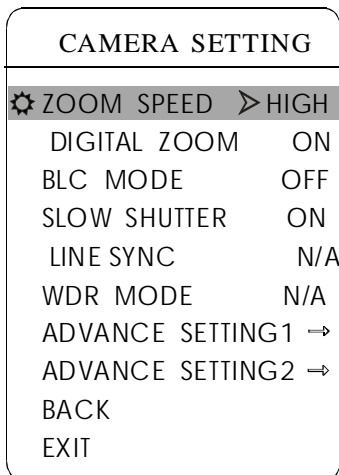 CAMERA SETTING
ZOOM SPEED HIGH
DIGITAL ZOOM ON
BLC MODE OFF
SLOW SHUTTER ON
LINE SYNC N/A
WDR MODE N/A
ADVANCE SETTING1 ⇒
ADVANCE SETTING2 ⇒
BACK
EXIT